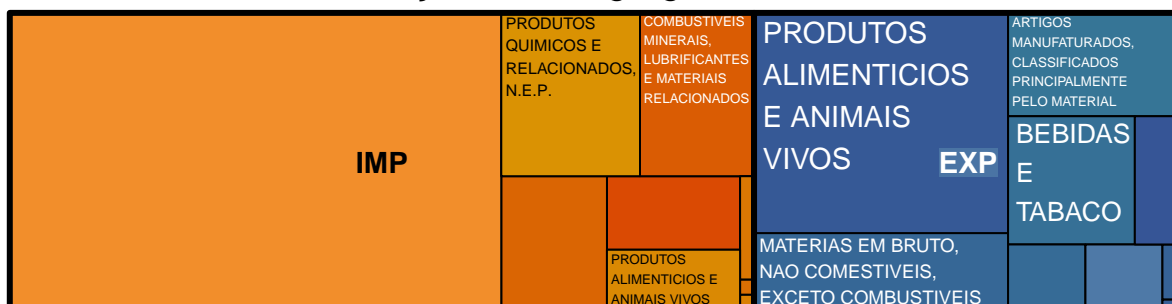 PRODUTOS
QUIMICOS E
RELACIONADOS,
N.E.P.
COMBUSTIVEIS
MINERAIS,
LUBRIFICANTES
E MATERIAIS
RELACIONADOS
IMP
PRODUTOS
ALIMENTICIOS E
ANIMAIS VIVOS
PRODUTOS
ALIMENTICIOS
E ANIMAIS
VIVOS
EXP
MATERIAS EM BRUTO,
NAO COMESTIVEIS,
EXCETO COMBUSTIVEIS
ARTIGOS
MANUFATURADOS,
CLASSIFICADOS
PRINCIPALMENTE
PELO MATERIAL
BEBIDAS
E
TABACO